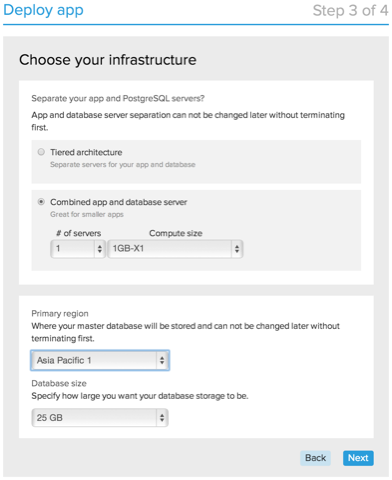 Deploy app
Step 3 of 4
Choose your infrastructure
Separate your app and PostgreSQL servers?
App and database server separation can not be changed later without terminating
first.
Tiered architecture
Separate servers for your app and database
Combined app and database server
Great for smaller apps
# of servers
Compute size
1
1GB-X1
Primary region
Where your master database will be stored and can not be changed later without
terminating first.
Asia Pacific 1
Database size
Specify how large you want your database storage to be.
25 GB
Back
Next